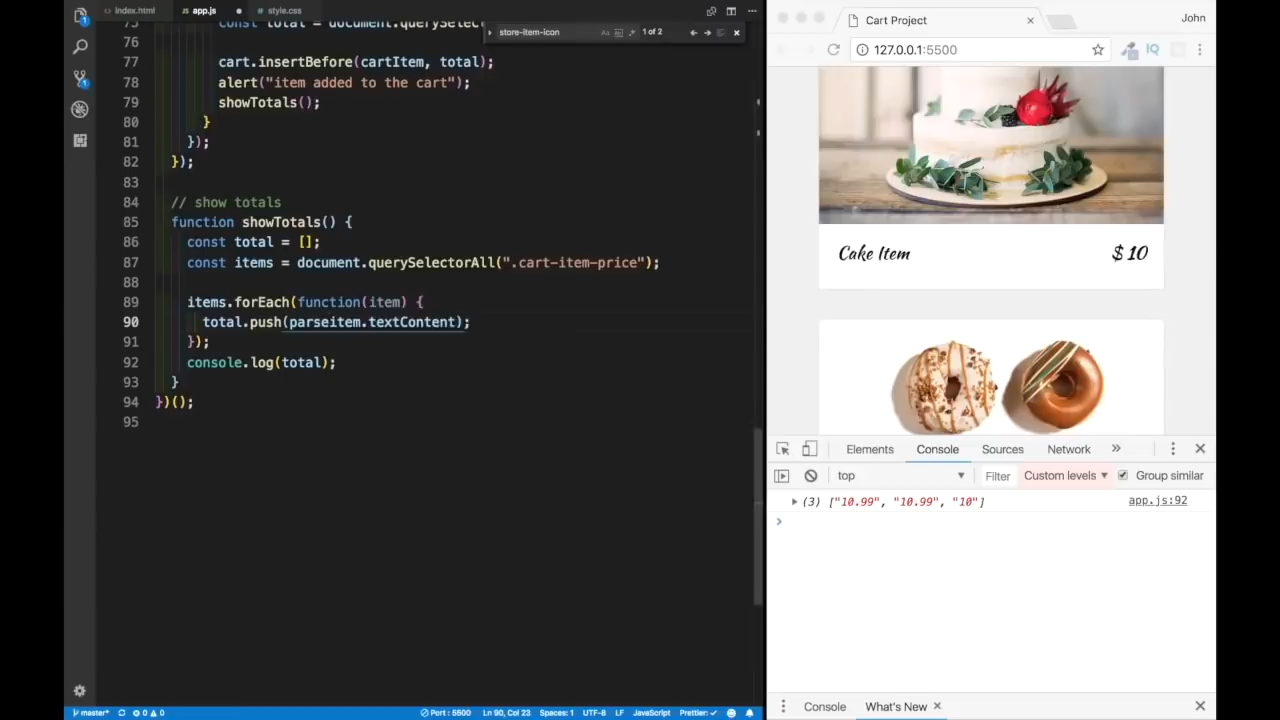 index.html
app.js
style.css
75 const total = document.querySelect
store-item-icon Aa 1 of 2
76
77 cart.insertBefore(cartItem, total);
78 alert("item added to the cart");
79 showTotals();
80 }
81 });
82 });
83
84 // show totals
85 function showTotals() {
86 const total = [];
87 const items = document.querySelectorAll(".cart-item-price");
88
89 items.forEach(function(item) {
90 total.push(parseitem.textContent);
91 });
92 console.log(total);
93 }
94 })();
95
master* 0 0
Port : 5500 Ln 90, Col 23 Spaces: 1 UTF-8 LF JavaScript Prettier: ✓
Cart Project
John
127.0.0.1:5500
IQ
Cake Item $ 10
Elements Console Sources Network »
top Filter Custom levels ▼ Group similar
(3) ["10.99", "10.99", "10"] app.js:92
Console What's New